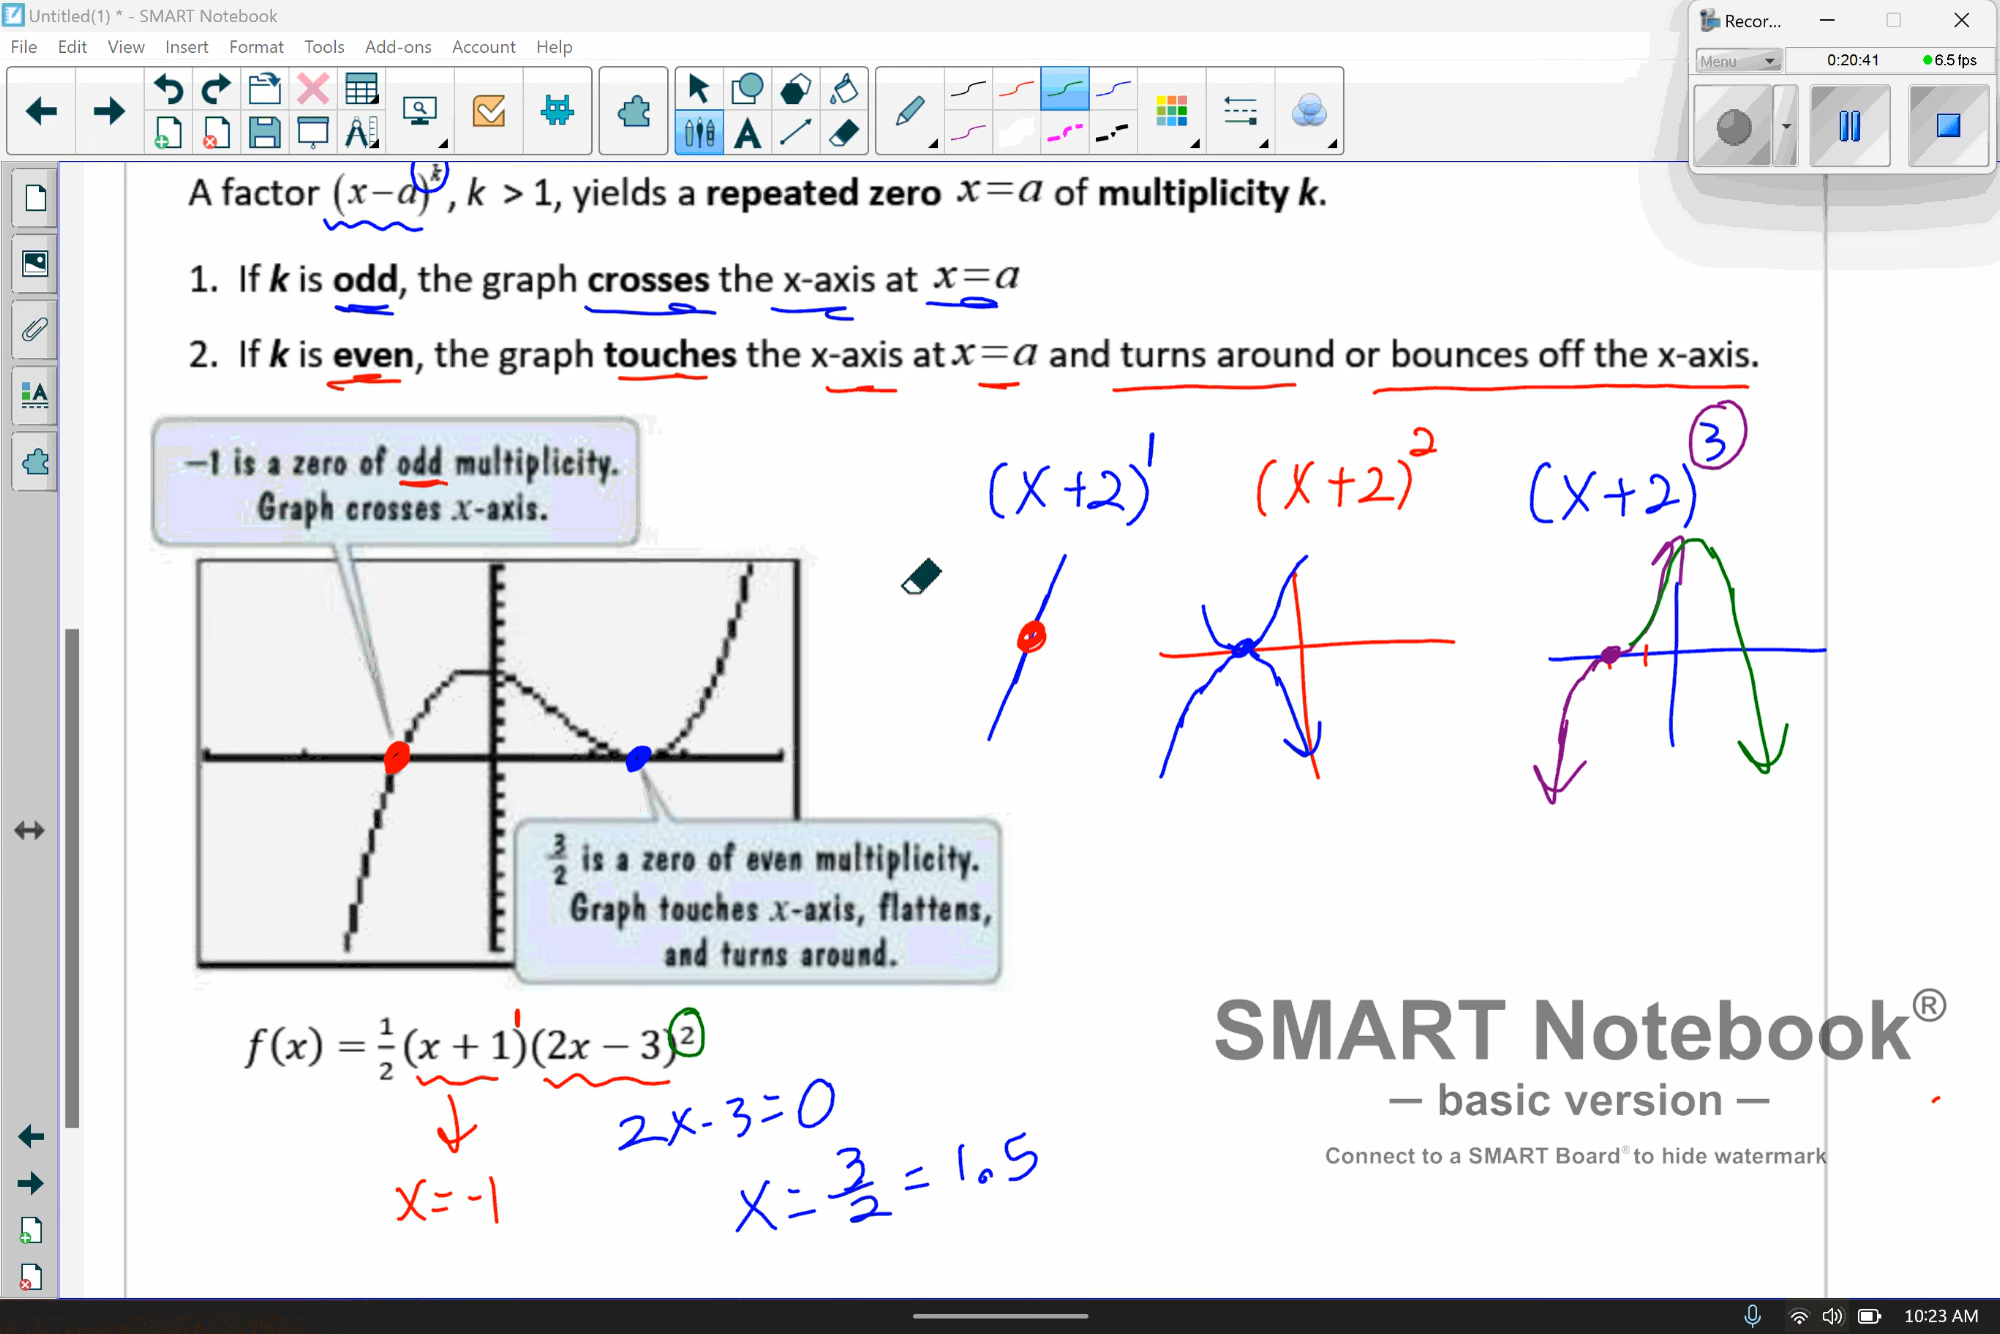 Untitled(1) * - SMART Notebook
File Edit View Insert Format Tools Add-ons Account Help
Recor...
Menu 0:20:41 6.5 fps
A factor (x−a)^k, k > 1, yields a repeated zero x=a of multiplicity k.
1. If k is odd, the graph crosses the x-axis at x=a
2. If k is even, the graph touches the x-axis at x=a and turns around or bounces off the x-axis.
−1 is a zero of odd multiplicity.
Graph crosses x-axis.
(x+2)^1 (x+2)^2 (x+2)^3
3/2 is a zero of even multiplicity.
Graph touches x-axis, flattens,
and turns around.
f(x) = 1/2(x + 1)^1(2x − 3)^2
2x-3=0
x=-1
x = 3/2 = 1.5
SMART Notebook®
— basic version —
Connect to a SMART Board® to hide watermark
10:23 AM